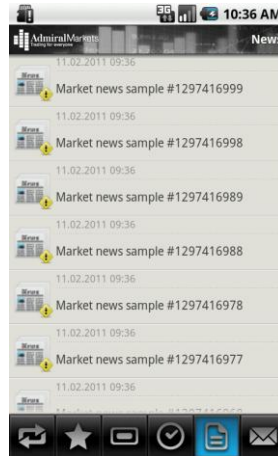 3G 10:36 AM
AdmiralMarkets News
Trading for everyone
11.02.2011 09:36
Market news sample #1297416999
11.02.2011 09:36
Market news sample #1297416998
11.02.2011 09:36
Market news sample #1297416989
11.02.2011 09:36
Market news sample #1297416988
11.02.2011 09:36
Market news sample #1297416978
11.02.2011 09:36
Market news sample #1297416977
11.02.2011 09:36